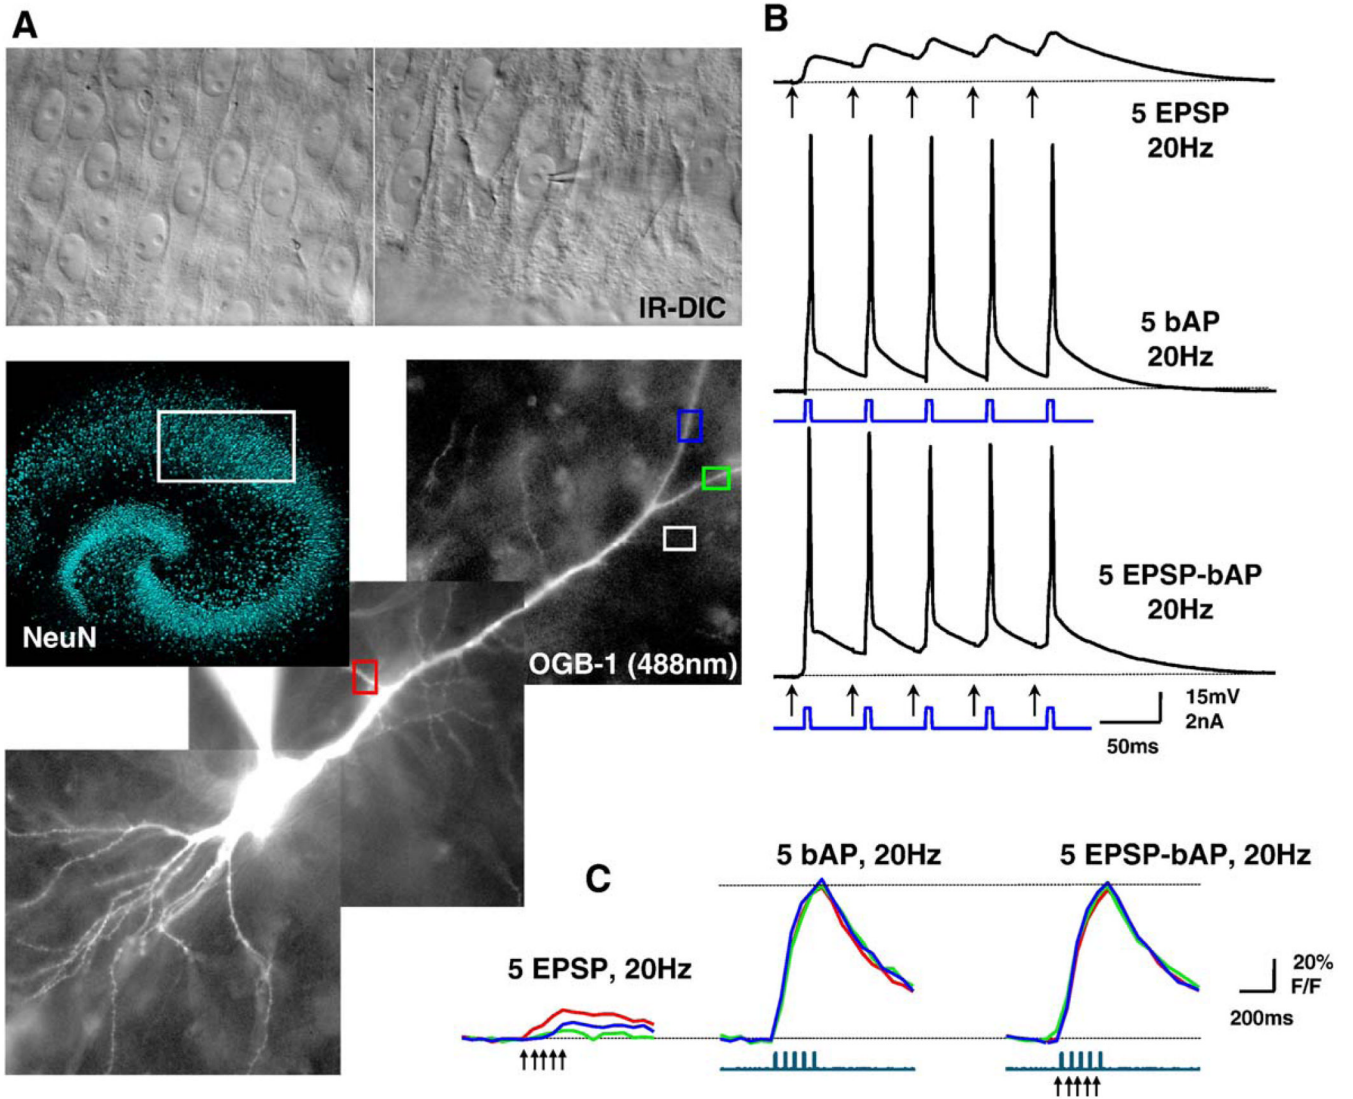 A
B
IR-DIC
5 EPSP
20Hz
5 bAP
20Hz
NeuN
OGB-1 (488nm)
5 EPSP-bAP
20Hz
15mV
2nA
50ms
C
5 EPSP, 20Hz
5 bAP, 20Hz
5 EPSP-bAP, 20Hz
20%
F/F
200ms